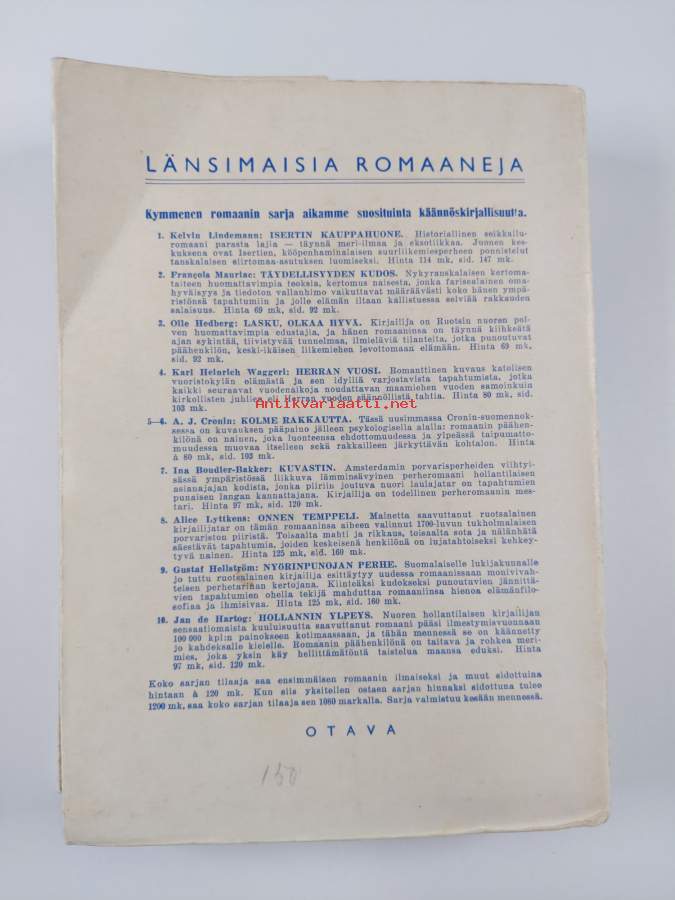 LÄNSIMAISIA ROMAANEJA
Kymmenen romaanin sarja aikamme suosituinta käännöskirjallisuutta.
1. Kelvin Lindemann: ISERTIN KAUPPAHUONE. Historiallinen seikkailu-
romaani parasta lajia — täynnä meri-ilmaa ja eksotiikkaa. Juonen kes-
kuksena ovat Isertien, kööpenhaminalaisen suurliikemiesperheen ponnistelut
tanskalaisen siirtomaa-asutuksen luomiseksi. Hinta 114 mk, sid. 147 mk.
2. François Mauriac: TÄYDELLISYYDEN KUDOS. Nykyranskalaisen kertoma-
taiteen huomattavimpia teoksia, kertomus naisesta, jonka farisealainen oma-
hyväisyys ja tiedoton vallanhimo vaikuttavat määräävästi koko hänen ympä-
ristönsä tapahtumiin ja jolle elämän iltaan kallistuessa selviää rakkauden
salaisuus. Hinta 69 mk, sid. 92 mk.
3. Olle Hedberg: LASKU, OLKAA HYVÄ. Kirjailija on Ruotsin nuoren pol-
ven huomattavimpia edustajia, ja hänen romaaninsa on täynnä kiihkeätä
ajan sykintää, tiivistyvää tunnelmaa, ilmieläviä tilanteita, jotka punoutuvat
päähenkilön, keski-ikäisen liikemiehen levottomaan elämään. Hinta 69 mk,
sid. 92 mk.
4. Karl Heinrich Waggerl: HERRAN VUOSI. Romanttinen kuvaus katolisen
vuoristokylän elämästä ja sen idylliä varjostavista tapahtumista, jotka
kaikki seuraavat vuodenaikoja noudattavan maamiehen vuoden samoinkuin
kirkollisten juhlien eli Herran vuoden säännöllistä tahtia. Hinta 80 mk, sid.
103 mk.
Antikvariaatti.net
5—6. A. J. Cronin: KOLME RAKKAUTTA. Tässä uusimmassa Cronin-suomennok-
sessa on kuvauksen pääpaino jälleen psykologisella alalla: romaanin päähen-
kilönä on nainen, joka luonteensa ehdottomuudessa ja ylpeässä taipumatto-
muudessa muovaa itselleen sekä rakkailleen järkyttävän kohtalon. Hinta
à 80 mk, sid. 103 mk.
7. Ina Boudier-Bakker: KUVASTIN. Amsterdamin porvarisperheiden viihtyi-
sässä ympäristössä liikkuva lämminsävyinen perheromaani hollantilaisen
asianajajan kodista, jonka piiriin joutuva nuori laulajatar on tapahtumien
punaisen langan kannattajana. Kirjailija on todellinen perheromaanin mes-
tari. Hinta 97 mk, sid. 120 mk.
8. Alice Lyttkens: ONNEN TEMPPELI. Mainetta saavuttanut ruotsalainen
kirjailijatar on tämän romaaninsa aiheen valinnut 1700-luvun tukholmalaisen
porvariston piiristä. Toisaalta mahti ja rikkaus, toisaalta sota ja nälänhätä
säestävät tapahtumia, joiden keskeisenä henkilönä on lujatahtoiseksi kehkey-
tyvä nainen. Hinta 125 mk, sid. 160 mk.
9. Gustaf Hellström: NYÖRINPUNOJAN PERHE. Suomalaiselle lukijakunnalle
jo tuttu ruotsalainen kirjailija esittäytyy uudessa romaanissaan monivivah-
teisen perhetarinan kertojana. Kiinteäksi kudokseksi punoutuvien jännittä-
vien tapahtumien ohella tekijä mahduttaa romaaniinsa hienoa elämänfilo-
sofiaa ja ihmisivaa. Hinta 125 mk, sid. 160 mk.
10. Jan de Hartog: HOLLANNIN YLPEYS. Nuoren hollantilaisen kirjailijan
sensaatiomaista kuuluisuutta saavuttanut romaani pääsi ilmestymisvuonnaan
100 000 kpl:n painokseen kotimaassaan, ja tähän mennessä se on käännetty
jo kahdeksalle kielelle. Romaanin päähenkilönä on taitava ja rohkea meri-
mies, joka yksin käy hellittämätöntä taistelua maansa eduksi. Hinta
97 mk, sid. 120 mk.
Koko sarjan tilaaja saa ensimmäisen romaanin ilmaiseksi ja muut sidottuina
hintaan à 120 mk. Kun siis yksitellen ostaen sarjan hinnaksi sidottuna tulee
1200 mk, saa koko sarjan tilaaja sen 1080 markalla. Sarja valmistuu kesään mennessä.
OTAVA
150